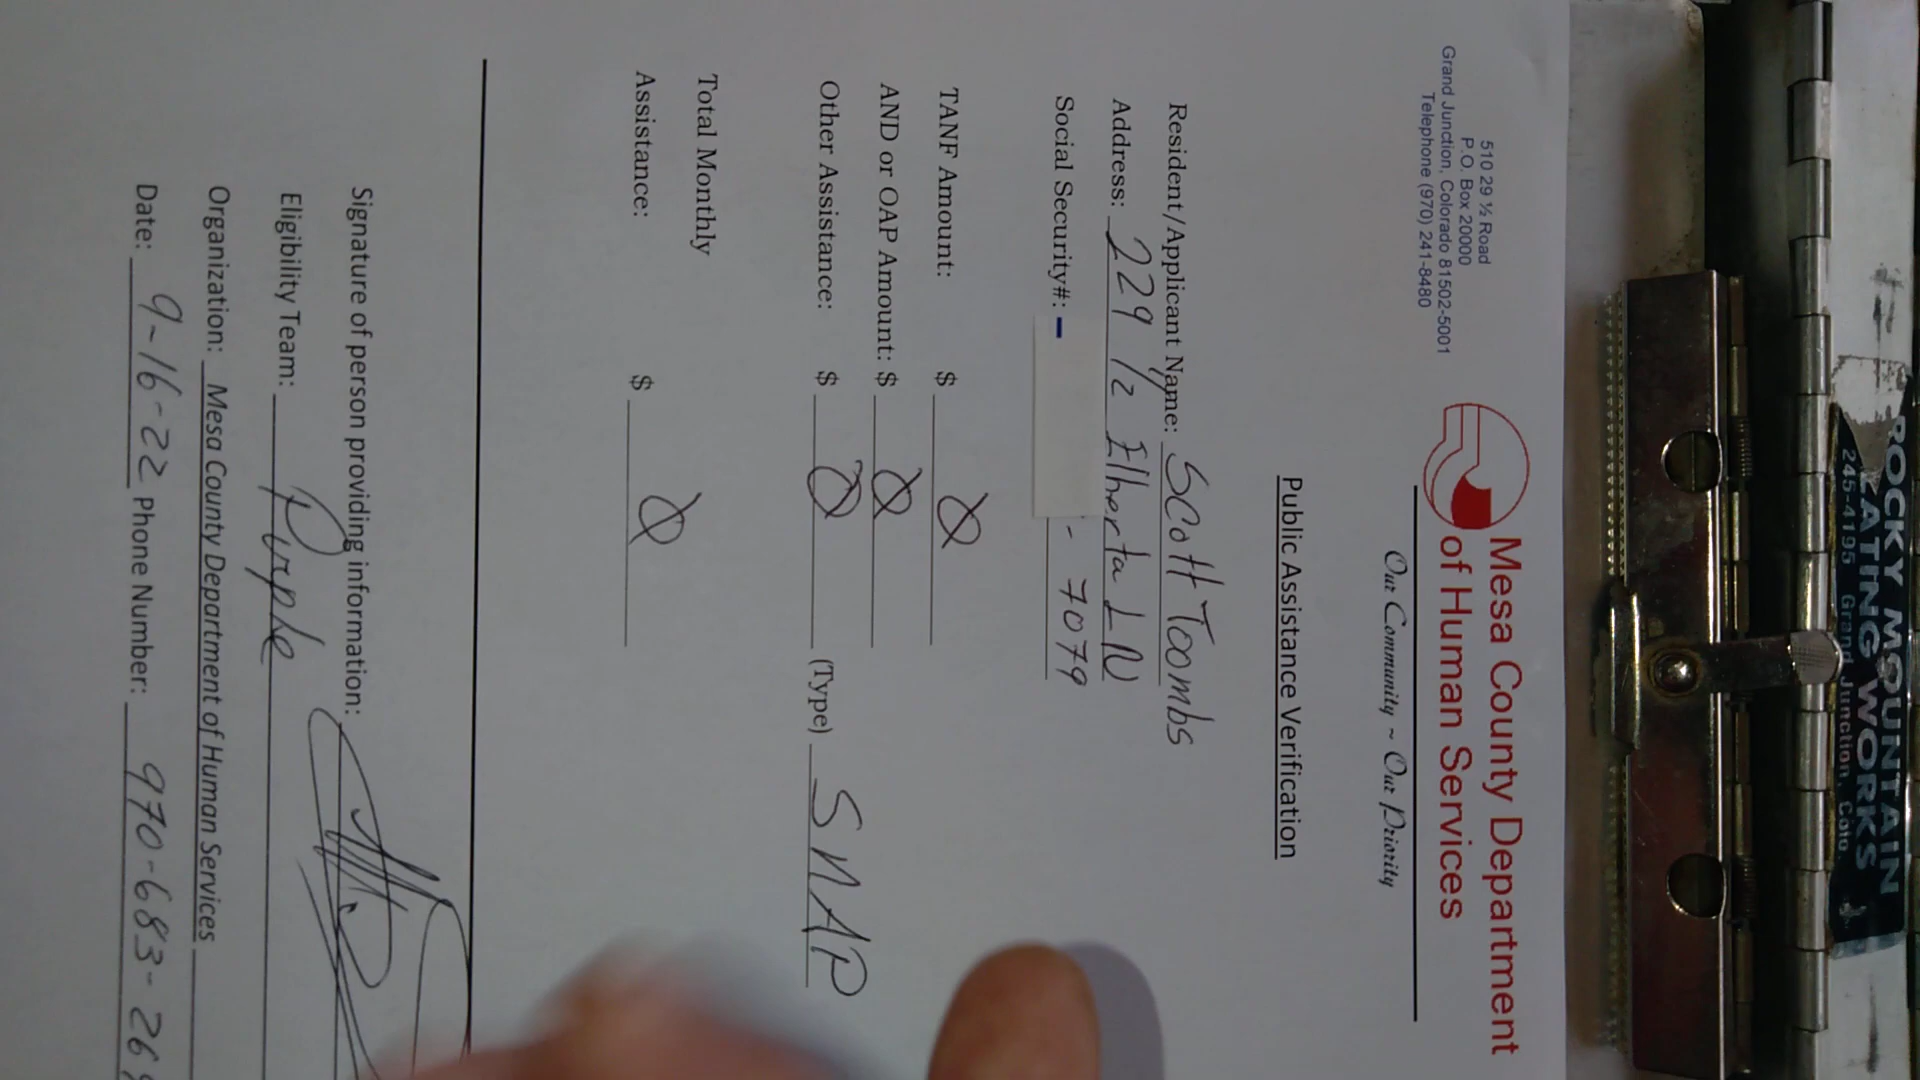 510 29 ½ Road
P.O. Box 20000
Grand Junction, Colorado 81502-5001
Telephone (970) 241-8480
Mesa County Department
of Human Services
Our Community ~ Our Priority
Public Assistance Verification
Resident/Applicant Name: Scott Toombs
Address: 229 1/2 Elberta LN
Social Security#: - - 7079
TANF Amount: $ Ø
AND or OAP Amount: $ Ø
Other Assistance: $ Ø (Type) SNAP
Total Monthly
Assistance: $ Ø
Signature of person providing information:
Eligibility Team: Purple
Organization: Mesa County Department of Human Services
Date: 9-16-22 Phone Number: 970-683-26
ROCKY MOUNTAIN
WORKS
245-4195 Grand Junction, Colo.